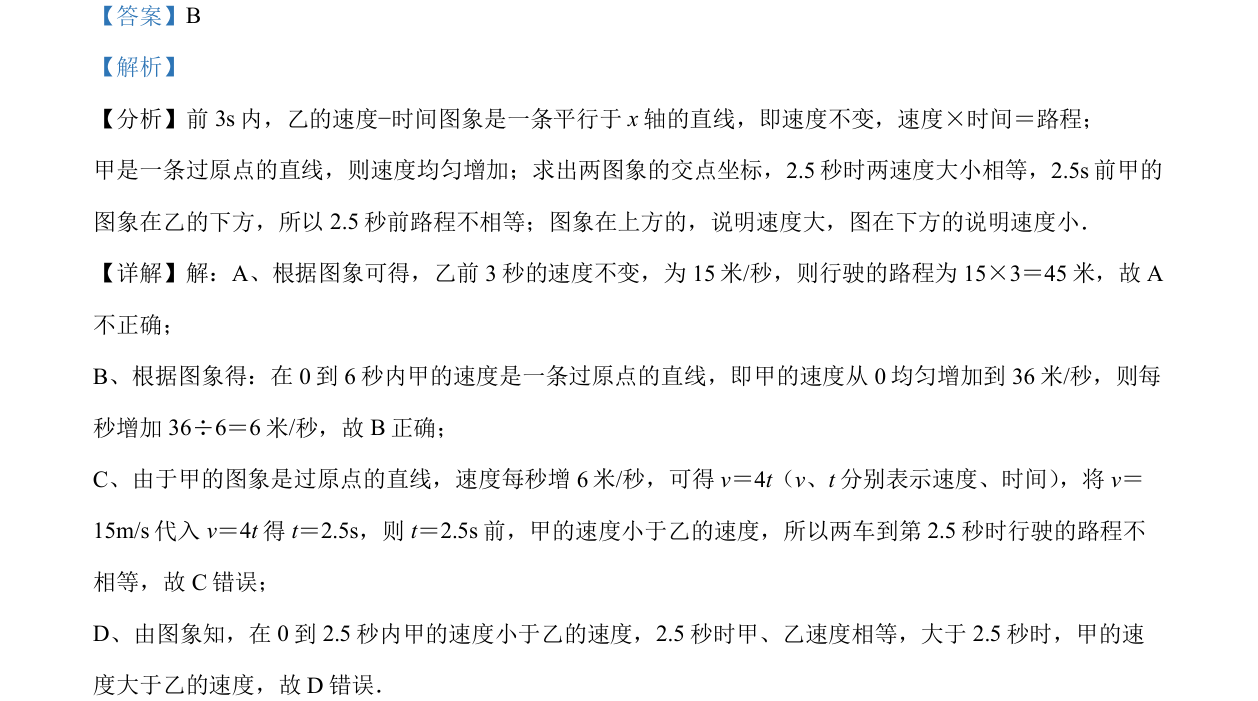 【答案】B
【解析】
【分析】前 3s 内，乙的速度−时间图象是一条平行于 x 轴的直线，即速度不变，速度×时间＝路程；
甲是一条过原点的直线，则速度均匀增加；求出两图象的交点坐标，2.5 秒时两速度大小相等，2.5s 前甲的
图象在乙的下方，所以 2.5 秒前路程不相等；图象在上方的，说明速度大，图在下方的说明速度小．
【详解】解：A、根据图象可得，乙前 3 秒的速度不变，为 15 米/秒，则行驶的路程为 15×3＝45 米，故 A
不正确；
B、根据图象得：在 0 到 6 秒内甲的速度是一条过原点的直线，即甲的速度从 0 均匀增加到 36 米/秒，则每
秒增加 36÷6＝6 米/秒，故 B 正确；
C、由于甲的图象是过原点的直线，速度每秒增 6 米/秒，可得 v＝4t（v、t 分别表示速度、时间），将 v＝
15m/s 代入 v＝4t 得 t＝2.5s，则 t＝2.5s 前，甲的速度小于乙的速度，所以两车到第 2.5 秒时行驶的路程不
相等，故 C 错误；
D、由图象知，在 0 到 2.5 秒内甲的速度小于乙的速度，2.5 秒时甲、乙速度相等，大于 2.5 秒时，甲的速
度大于乙的速度，故 D 错误．